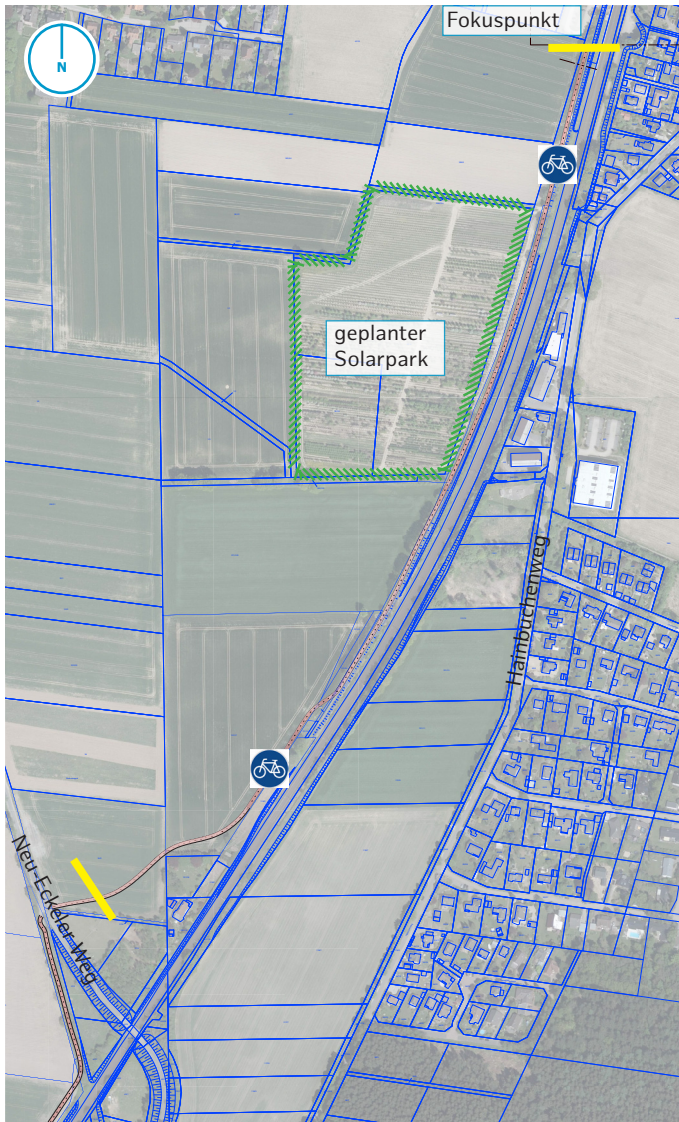 Fokuspunkt
N
geplanter
Solarpark
Hainbuchenweg
Neu-Eckeler Weg